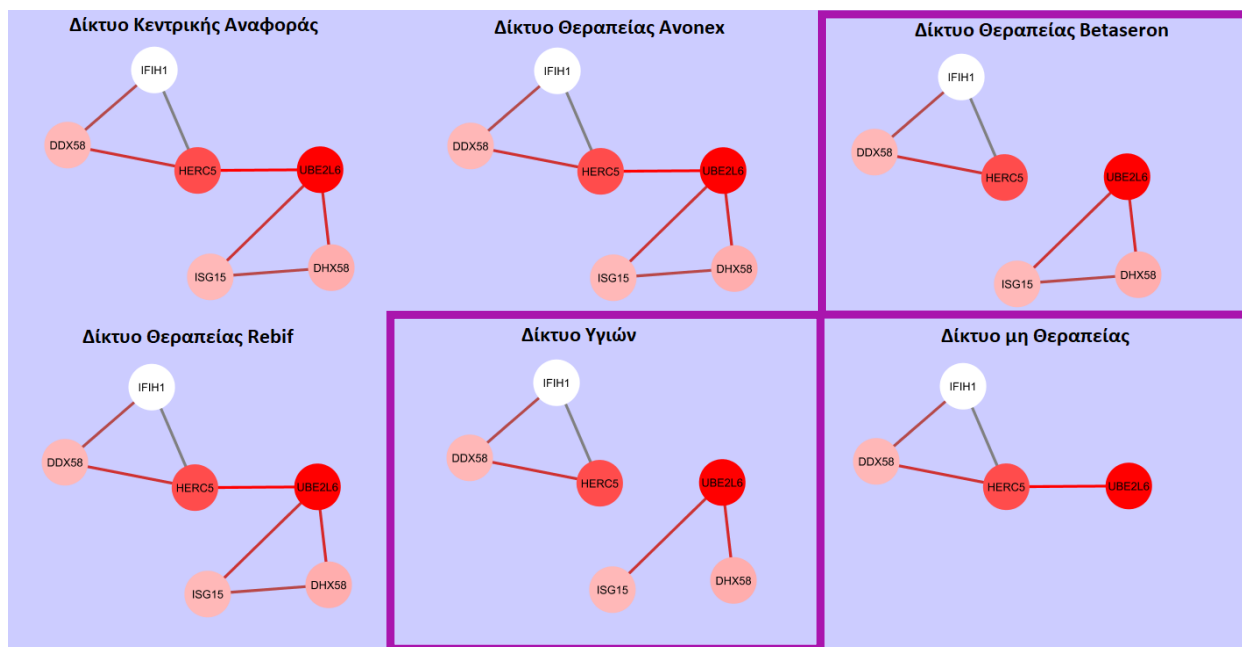 Δίκτυο Κεντρικής Αναφοράς
IFIH1
DDX58
HERC5
UBE2L6
ISG15
DHX58
Δίκτυο Θεραπείας Avonex
IFIH1
DDX58
HERC5
UBE2L6
ISG15
DHX58
Δίκτυο Θεραπείας Betaseron
IFIH1
DDX58
HERC5
UBE2L6
ISG15
DHX58
Δίκτυο Θεραπείας Rebif
IFIH1
DDX58
HERC5
UBE2L6
ISG15
DHX58
Δίκτυο Υγιών
IFIH1
DDX58
HERC5
UBE2L6
ISG15
DHX58
Δίκτυο μη Θεραπείας
IFIH1
DDX58
HERC5
UBE2L6